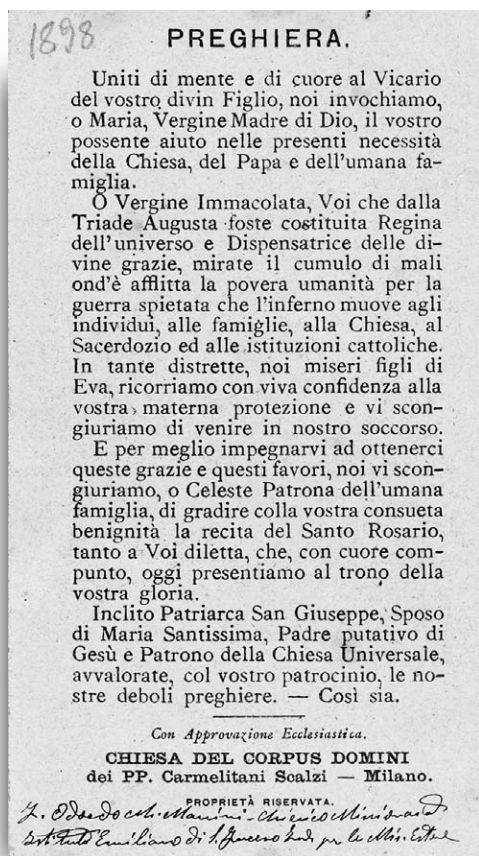 1898
PREGHIERA.
Uniti di mente e di cuore al Vicario
del vostro divin Figlio, noi invochiamo,
o Maria, Vergine Madre di Dio, il vostro
possente aiuto nelle presenti necessità
della Chiesa, del Papa e dell'umana fa-
miglia.
O Vergine Immacolata, Voi che dalla
Triade Augusta foste costituita Regina
dell'universo e Dispensatrice delle di-
vine grazie, mirate il cumulo di mali
ond'è afflitta la povera umanità per la
guerra spietata che l'inferno muove agli
individui, alle famiglie, alla Chiesa, al
Sacerdozio ed alle istituzioni cattoliche.
In tante distrette, noi miseri figli di
Eva, ricorriamo con viva confidenza alla
vostra materna protezione e vi scon-
giuriamo di venire in nostro soccorso.
E per meglio impegnarvi ad ottenerci
queste grazie e questi favori, noi vi scon-
giuriamo, o Celeste Patrona dell'umana
famiglia, di gradire colla vostra consueta
benignità la recita del Santo Rosario,
tanto a Voi diletta, che, con cuore com-
punto, oggi presentiamo al trono della
vostra gloria.
Inclito Patriarca San Giuseppe, Sposo
di Maria Santissima, Padre putativo di
Gesù e Patrono della Chiesa Universale,
avvalorate, col vostro patrocinio, le no-
stre deboli preghiere. — Così sia.
Con Approvazione Ecclesiastica.
CHIESA DEL CORPUS DOMINI
dei PP. Carmelitani Scalzi — Milano.
PROPRIETÀ RISERVATA.
Manini
Istituto Emiliano di S. per le Mis. Estere